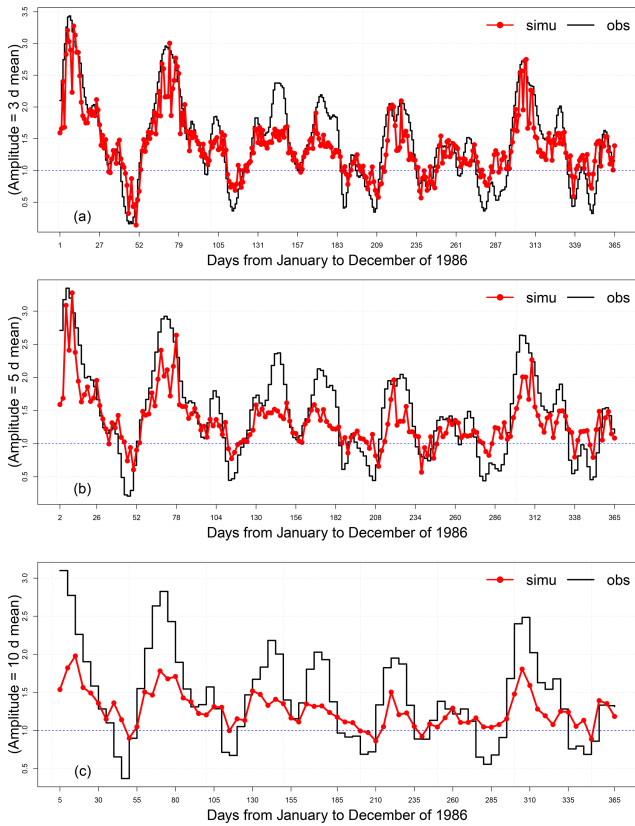 (Amplitude = 3 d mean)
3.5
3.0
2.5
2.0
1.5
1.0
0.5
simu obs
(a)
1 27 52 79 105 131 157 183 209 235 261 287 313 339 365
Days from January to December of 1986
(Amplitude = 5 d mean)
3.0
2.5
2.0
1.5
1.0
0.5
simu obs
(b)
2 26 52 78 104 130 156 182 208 234 260 286 312 338 365
Days from January to December of 1986
(Amplitude = 10 d mean)
3.0
2.5
2.0
1.5
1.0
0.5
simu obs
(c)
5 30 55 80 105 130 155 185 210 235 260 285 310 335 365
Days from January to December of 1986